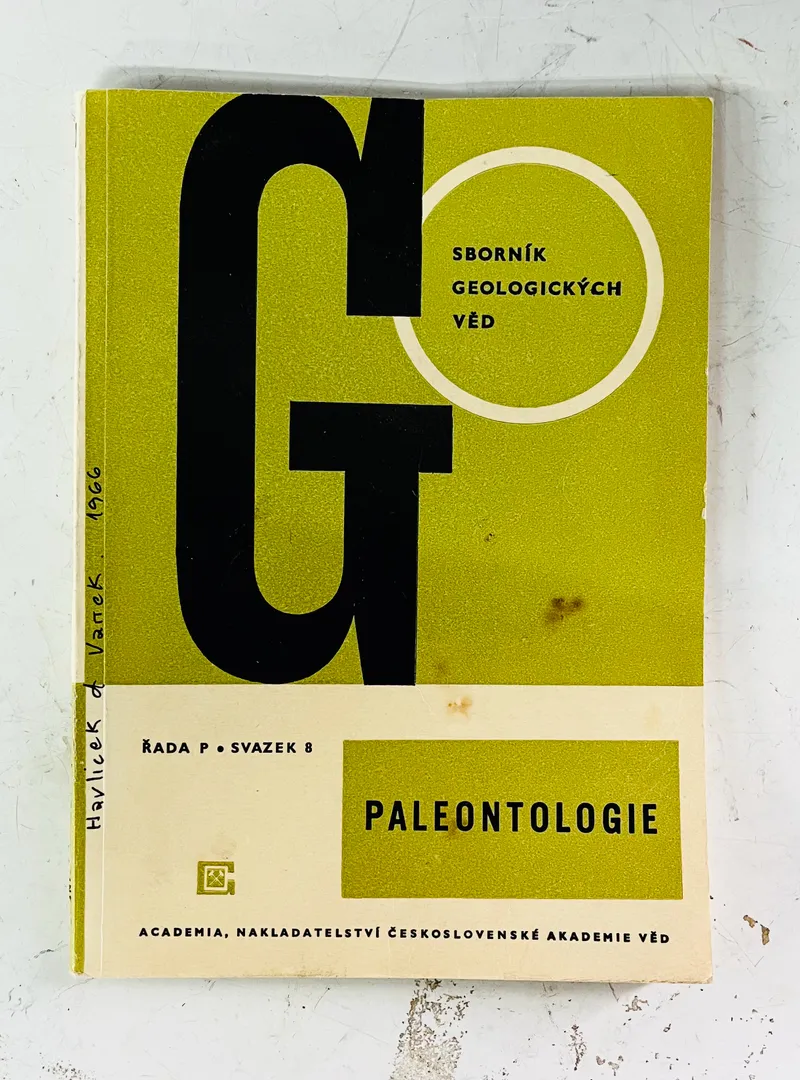 G
SBORNÍK
GEOLOGICKÝCH
VĚD
Havlicek & Vanek. 1966
ŘADA P • SVAZEK 8
PALEONTOLOGIE
ACADEMIA, NAKLADATELSTVÍ ČESKOSLOVENSKÉ AKADEMIE VĚD